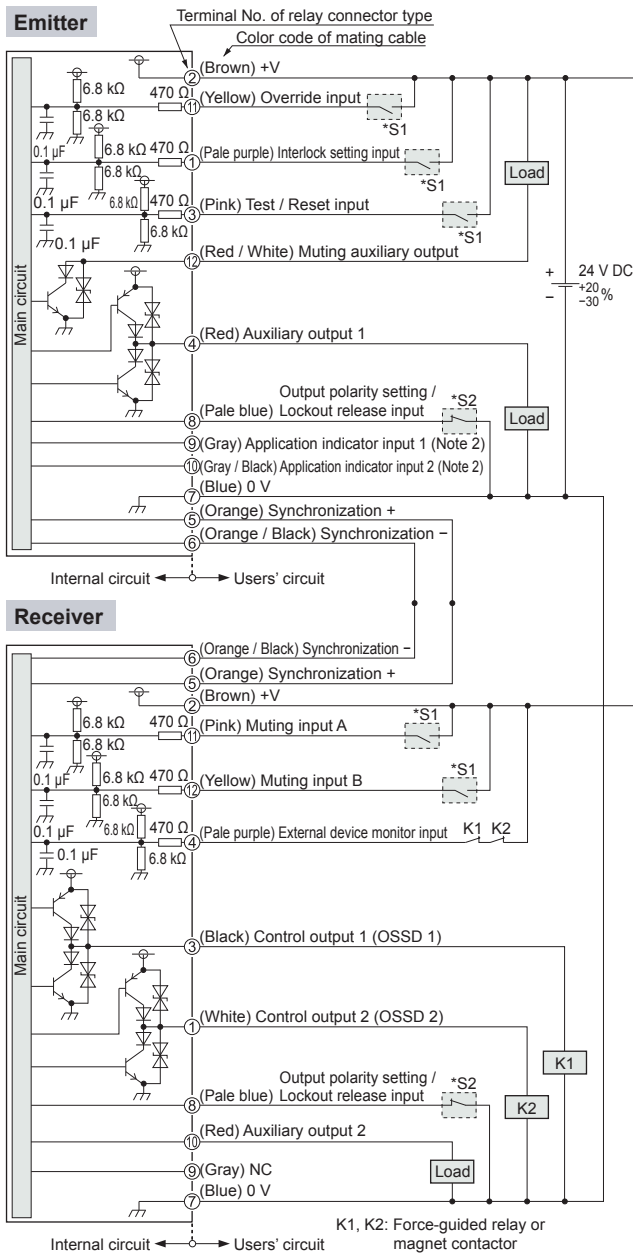 Emitter
Terminal No. of relay connector type
Color code of mating cable
② (Brown) +V
6.8 kΩ
470 Ω
⑪ (Yellow) Override input
*S1
6.8 kΩ
0.1 µF
6.8 kΩ
470 Ω
① (Pale purple) Interlock setting input
*S1
Load
6.8 kΩ
0.1 µF
6.8 kΩ
470 Ω
③ (Pink) Test / Reset input
*S1
6.8 kΩ
0.1 µF
⑫ (Red / White) Muting auxiliary output
+
−
24 V DC
+20
−30 %
Main circuit
④ (Red) Auxiliary output 1
Output polarity setting /
⑧ (Pale blue) Lockout release input
*S2
Load
⑨ (Gray) Application indicator input 1 (Note 2)
⑩ (Gray / Black) Application indicator input 2 (Note 2)
⑦ (Blue) 0 V
⑤ (Orange) Synchronization +
⑥ (Orange / Black) Synchronization −
Internal circuit
Users' circuit
Receiver
⑥ (Orange / Black) Synchronization −
⑤ (Orange) Synchronization +
② (Brown) +V
6.8 kΩ
470 Ω
⑪ (Pink) Muting input A
*S1
6.8 kΩ
0.1 µF
6.8 kΩ
470 Ω
⑫ (Yellow) Muting input B
*S1
6.8 kΩ
0.1 µF
6.8 kΩ
470 Ω
④ (Pale purple) External device monitor input
K1 K2
0.1 µF
6.8 kΩ
Main circuit
③ (Black) Control output 1 (OSSD 1)
① (White) Control output 2 (OSSD 2)
K1
Output polarity setting /
⑧ (Pale blue) Lockout release input
*S2
K2
⑩ (Red) Auxiliary output 2
⑨ (Gray) NC
Load
⑦ (Blue) 0 V
K1, K2: Force-guided relay or
magnet contactor
Internal circuit
Users' circuit